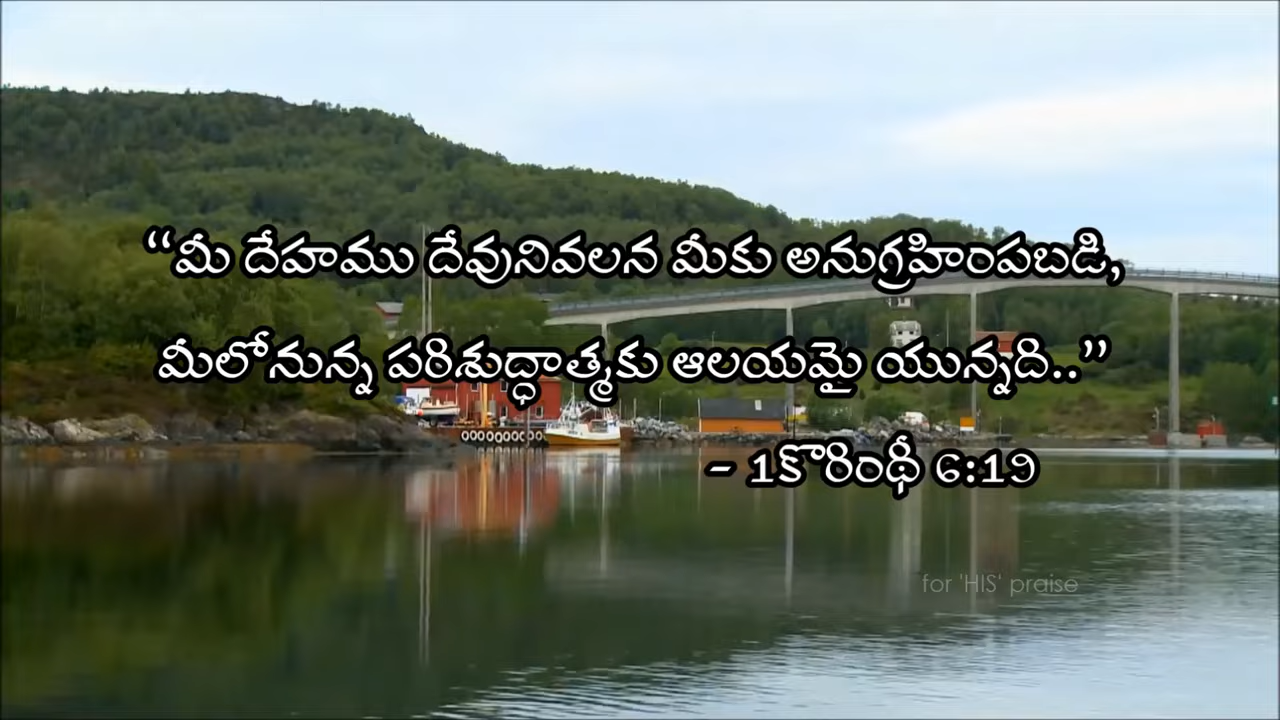 “మీ దేహము దేవునివలన మీకు అనుగ్రహింపబడి,
మీలోనున్న పరిశుద్ధాత్మకు ఆలయమై యున్నది..”
- 1కొరింథీ 6:19
for 'HIS' praise